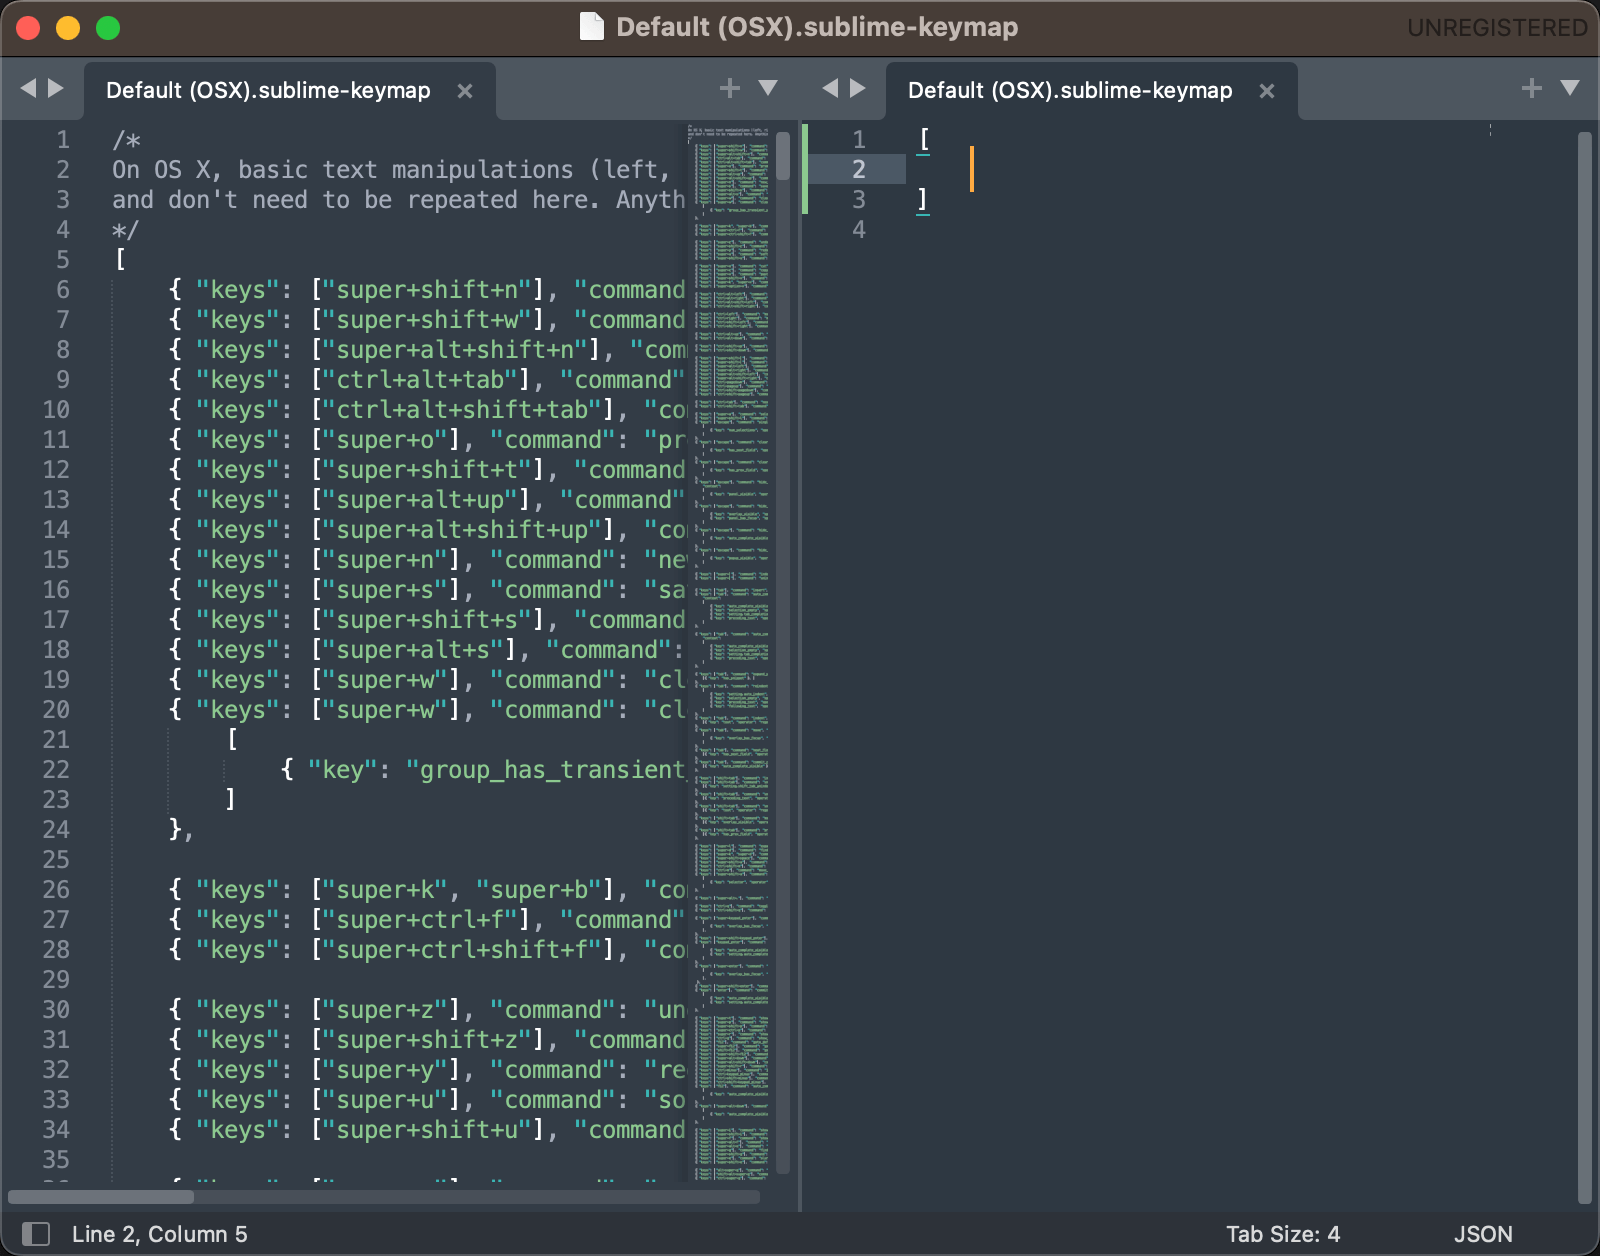 Default (OSX).sublime-keymap
UNREGISTERED
Default (OSX).sublime-keymap
Default (OSX).sublime-keymap
1 /*
2 On OS X, basic text manipulations (left,
3 and don't need to be repeated here. Anyth
4 */
5 [
6 { "keys": ["super+shift+n"], "command
7 { "keys": ["super+shift+w"], "command
8 { "keys": ["super+alt+shift+n"], "com
9 { "keys": ["ctrl+alt+tab"], "command"
10 { "keys": ["ctrl+alt+shift+tab"], "co
11 { "keys": ["super+o"], "command": "pr
12 { "keys": ["super+shift+t"], "command
13 { "keys": ["super+alt+up"], "command"
14 { "keys": ["super+alt+shift+up"], "co
15 { "keys": ["super+n"], "command": "ne
16 { "keys": ["super+s"], "command": "sa
17 { "keys": ["super+shift+s"], "command
18 { "keys": ["super+alt+s"], "command":
19 { "keys": ["super+w"], "command": "cl
20 { "keys": ["super+w"], "command": "cl
21 [
22 { "key": "group_has_transient_
23 ]
24 },
25
26 { "keys": ["super+k", "super+b"], "co
27 { "keys": ["super+ctrl+f"], "command"
28 { "keys": ["super+ctrl+shift+f"], "co
29
30 { "keys": ["super+z"], "command": "un
31 { "keys": ["super+shift+z"], "command
32 { "keys": ["super+y"], "command": "re
33 { "keys": ["super+u"], "command": "so
34 { "keys": ["super+shift+u"], "command
35
1 [
2
3 ]
4
Line 2, Column 5
Tab Size: 4
JSON